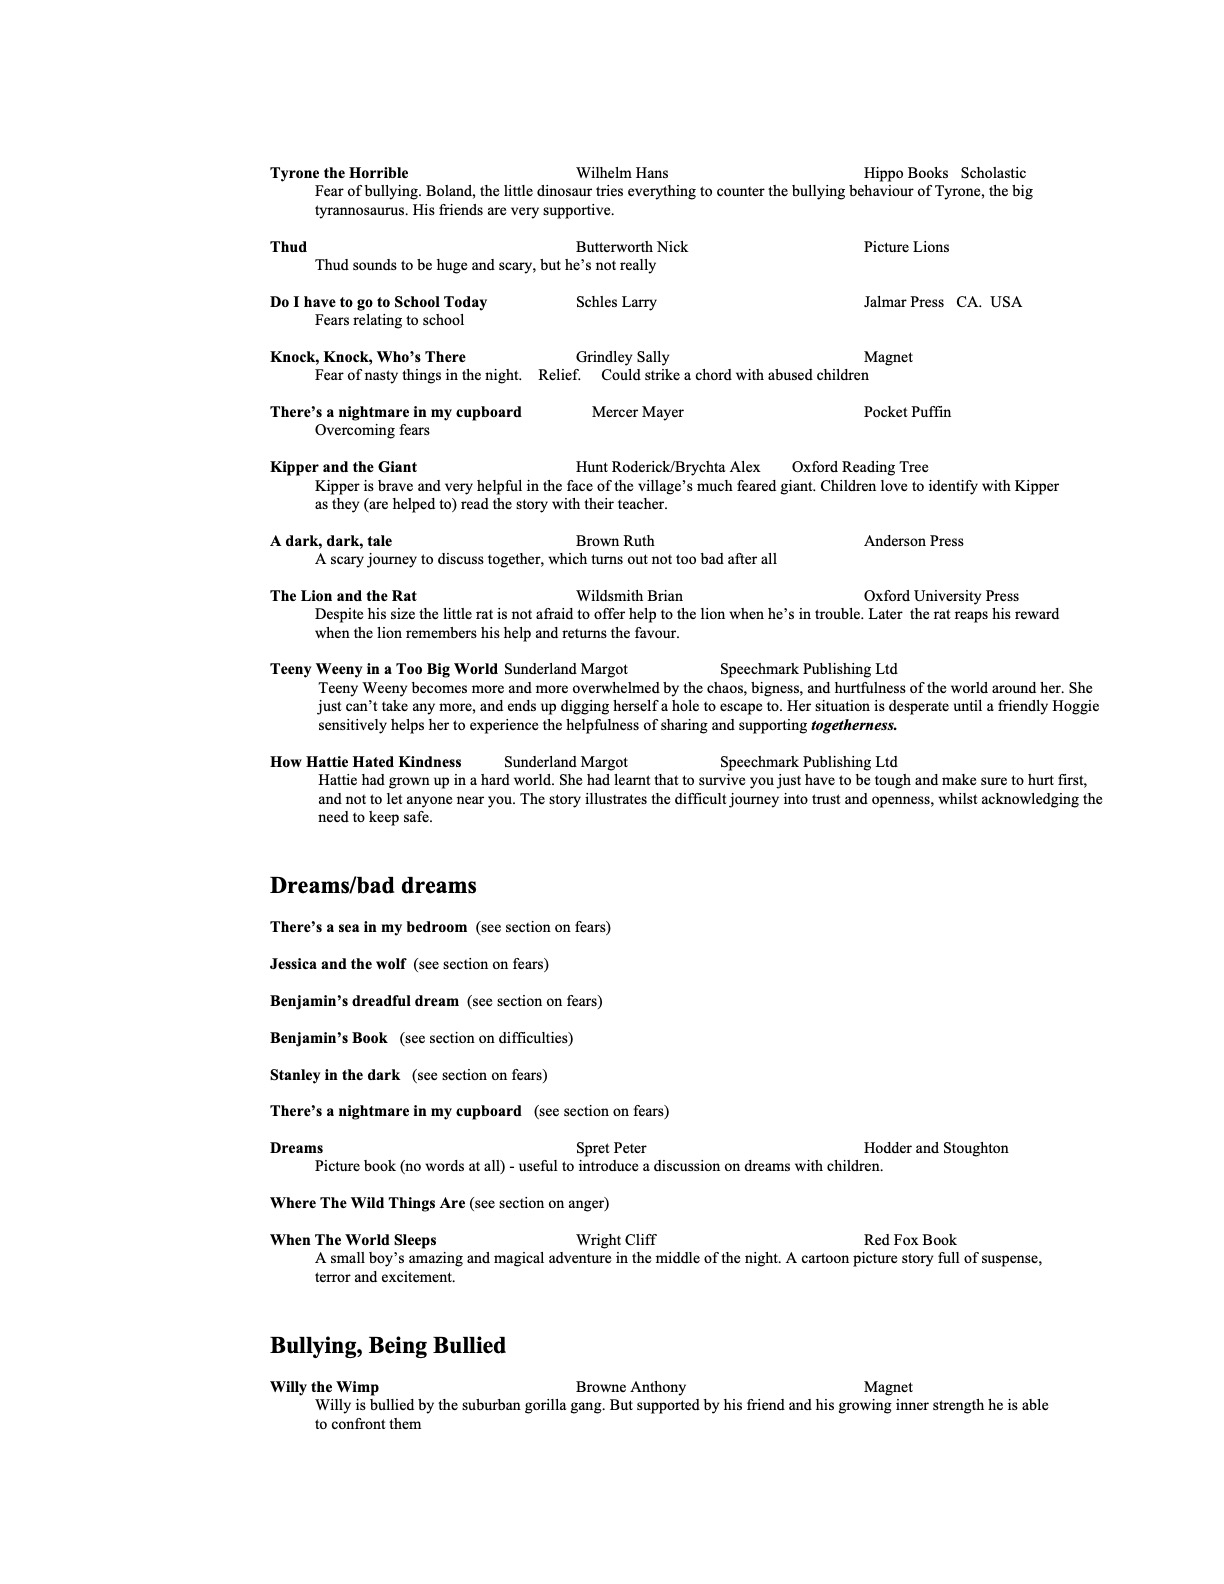 Tyrone the Horrible Wilhelm Hans Hippo Books Scholastic
Fear of bullying. Boland, the little dinosaur tries everything to counter the bullying behaviour of Tyrone, the big
tyrannosaurus. His friends are very supportive.
Thud Butterworth Nick Picture Lions
Thud sounds to be huge and scary, but he’s not really
Do I have to go to School Today Schles Larry Jalmar Press CA. USA
Fears relating to school
Knock, Knock, Who’s There Grindley Sally Magnet
Fear of nasty things in the night. Relief. Could strike a chord with abused children
There’s a nightmare in my cupboard Mercer Mayer Pocket Puffin
Overcoming fears
Kipper and the Giant Hunt Roderick/Brychta Alex Oxford Reading Tree
Kipper is brave and very helpful in the face of the village’s much feared giant. Children love to identify with Kipper
as they (are helped to) read the story with their teacher.
A dark, dark, tale Brown Ruth Anderson Press
A scary journey to discuss together, which turns out not too bad after all
The Lion and the Rat Wildsmith Brian Oxford University Press
Despite his size the little rat is not afraid to offer help to the lion when he’s in trouble. Later the rat reaps his reward
when the lion remembers his help and returns the favour.
Teeny Weeny in a Too Big World Sunderland Margot Speechmark Publishing Ltd
Teeny Weeny becomes more and more overwhelmed by the chaos, bigness, and hurtfulness of the world around her. She
just can’t take any more, and ends up digging herself a hole to escape to. Her situation is desperate until a friendly Hoggie
sensitively helps her to experience the helpfulness of sharing and supporting togetherness.
How Hattie Hated Kindness Sunderland Margot Speechmark Publishing Ltd
Hattie had grown up in a hard world. She had learnt that to survive you just have to be tough and make sure to hurt first,
and not to let anyone near you. The story illustrates the difficult journey into trust and openness, whilst acknowledging the
need to keep safe.
Dreams/bad dreams
There’s a sea in my bedroom (see section on fears)
Jessica and the wolf (see section on fears)
Benjamin’s dreadful dream (see section on fears)
Benjamin’s Book (see section on difficulties)
Stanley in the dark (see section on fears)
There’s a nightmare in my cupboard (see section on fears)
Dreams Spret Peter Hodder and Stoughton
Picture book (no words at all) - useful to introduce a discussion on dreams with children.
Where The Wild Things Are (see section on anger)
When The World Sleeps Wright Cliff Red Fox Book
A small boy’s amazing and magical adventure in the middle of the night. A cartoon picture story full of suspense,
terror and excitement.
Bullying, Being Bullied
Willy the Wimp Browne Anthony Magnet
Willy is bullied by the suburban gorilla gang. But supported by his friend and his growing inner strength he is able
to confront them